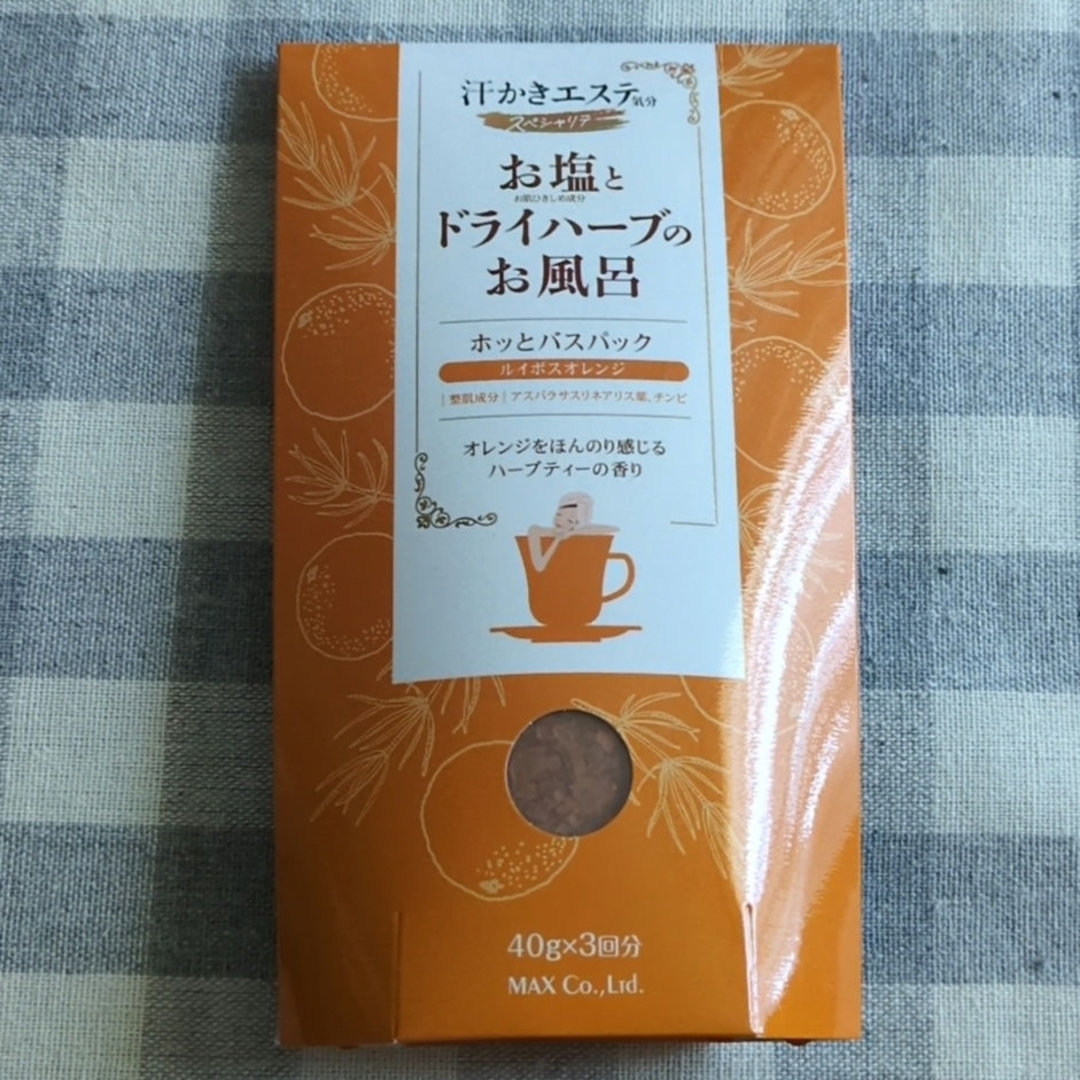 汗かきエステ気分
スペシャリテ
お塩と
お肌ひきしめ成分
ドライハーブの
お風呂
ホッとバスパック
ルイボスオレンジ
|整肌成分|アスパラサスリネアリス葉、チンピ
オレンジをほんのり感じる
ハーブティーの香り
40g×3回分
MAX Co.,Ltd.